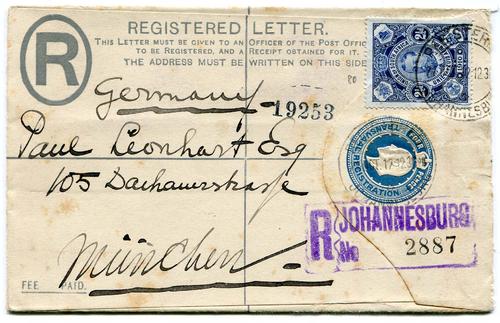 REGISTERED LETTER.
THIS LETTER MUST BE GIVEN TO AN OFFICER OF THE POST OFFICE
TO BE REGISTERED, AND A RECEIPT OBTAINED FOR IT.
THE ADDRESS MUST BE WRITTEN ON THIS SIDE
R
80
Germany
19253
Paul Leonhart Esq
105 Dachauerstrasse
München
TRANSVAAL REGISTRATION
R JOHANNESBURG
No 2887
FEE PAID.